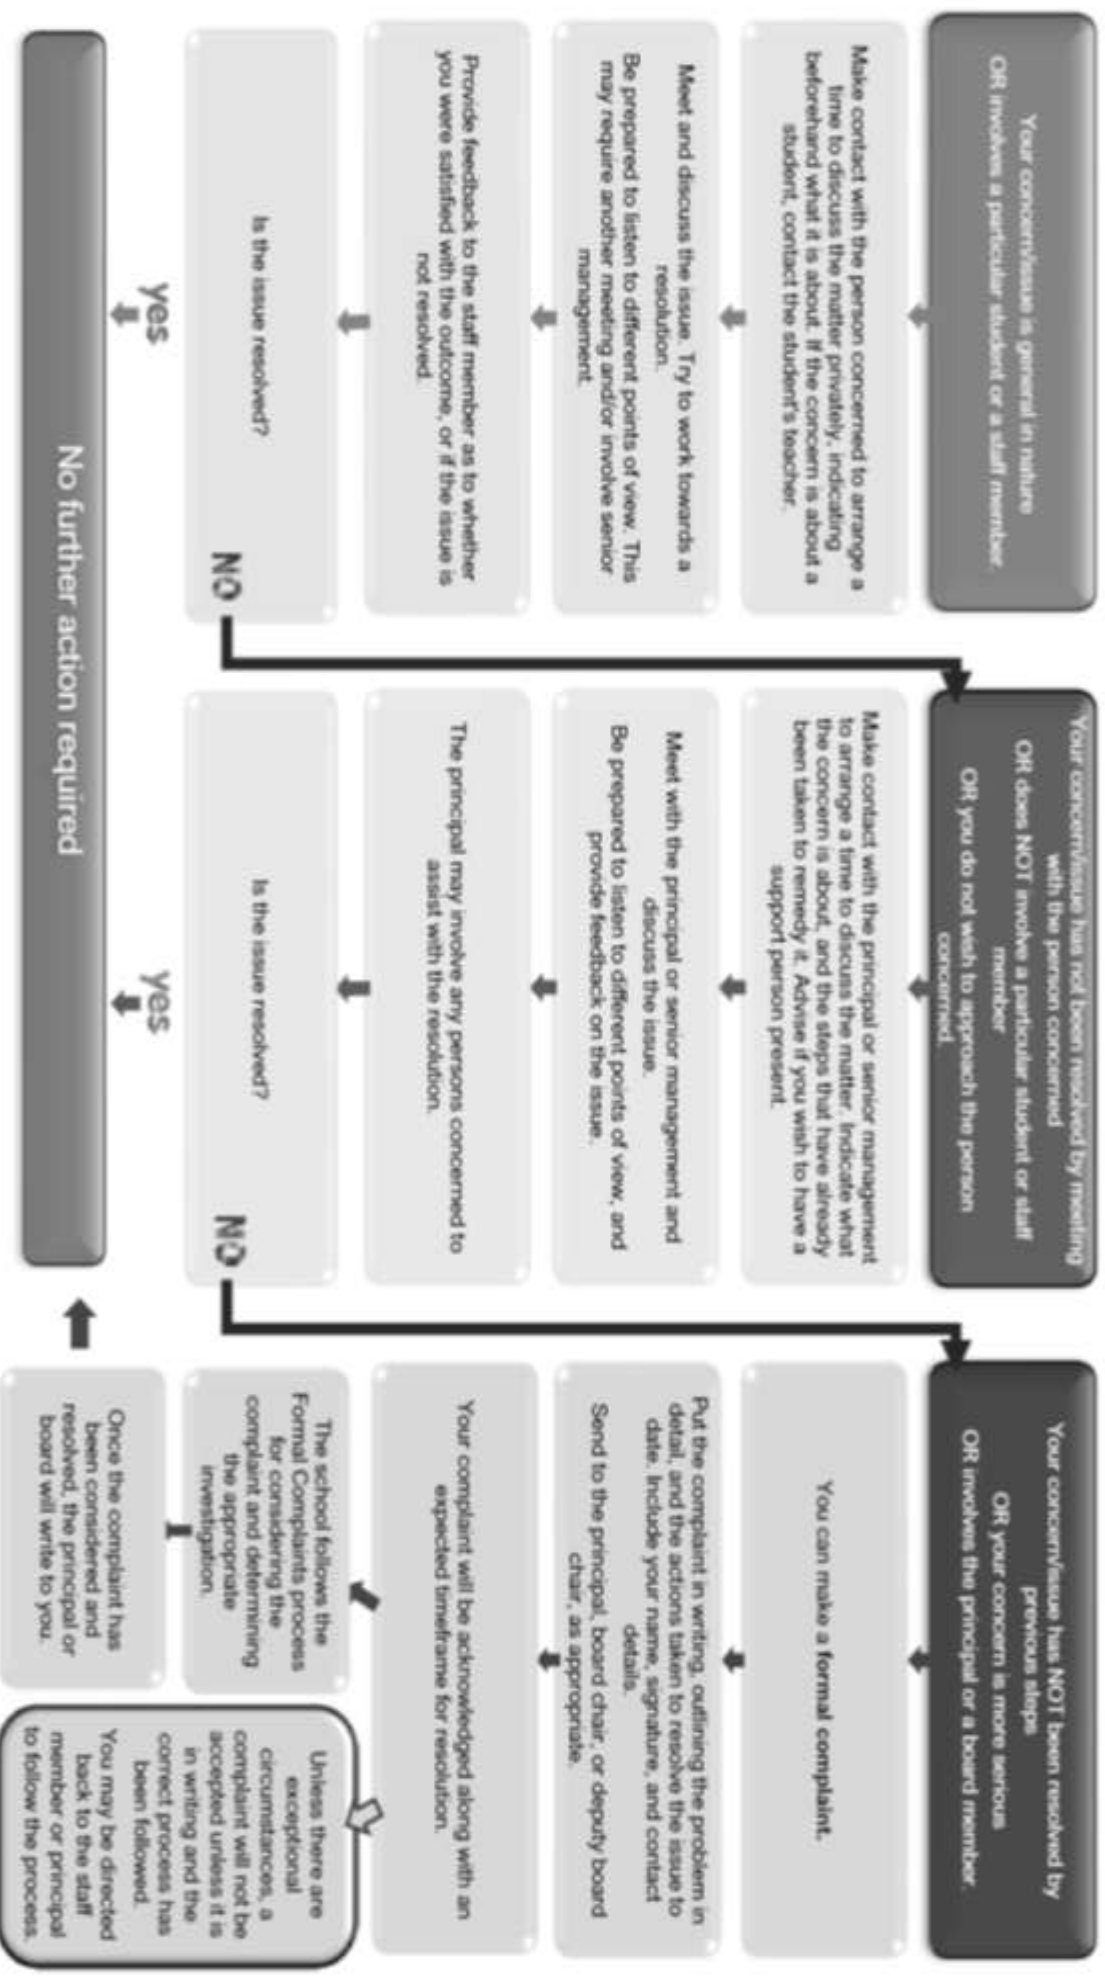 Your concern/issue is general in nature
OR involves a particular student or a staff member.
Make contact with the person concerned to arrange a
time to discuss the matter privately, indicating
beforehand what it is about. If the concern is about a
student, contact the student's teacher.
Meet and discuss the issue. Try to work towards a
resolution.
Be prepared to listen to different points of view. This
may require another meeting and/or involve senior
management.
Provide feedback to the staff member as to whether
you were satisfied with the outcome, or if the issue is
not resolved.
Is the issue resolved?
NO
yes
Your concern/issue has not been resolved by meeting
with the person concerned
OR does NOT involve a particular student or staff
member
OR you do not wish to approach the person
concerned.
Make contact with the principal or senior management
to arrange a time to discuss the matter. Indicate what
the concern is about, and the steps that have already
been taken to remedy it. Advise if you wish to have a
support person present.
Meet with the principal or senior management and
discuss the issue.
Be prepared to listen to different points of view, and
provide feedback on the issue.
The principal may involve any persons concerned to
assist with the resolution.
Is the issue resolved?
NO
yes
Your concern/issue has NOT been resolved by
previous steps
OR your concern is more serious
OR involves the principal or a board member.
You can make a formal complaint.
Put the complaint in writing, outlining the problem in
detail, and the actions taken to resolve the issue to
date. Include your name, signature, and contact
details.
Send to the principal, board chair, or deputy board
chair, as appropriate.
Your complaint will be acknowledged along with an
expected timeframe for resolution.
The school follows the
Formal Complaints process
for considering the
complaint and determining
the appropriate
investigation.
Once the complaint has
been considered and
resolved, the principal or
board will write to you.
Unless there are
exceptional
circumstances, a
complaint will not be
accepted unless it is
in writing and the
correct process has
been followed.
You may be directed
back to the staff
member or principal
to follow the process.
No further action required